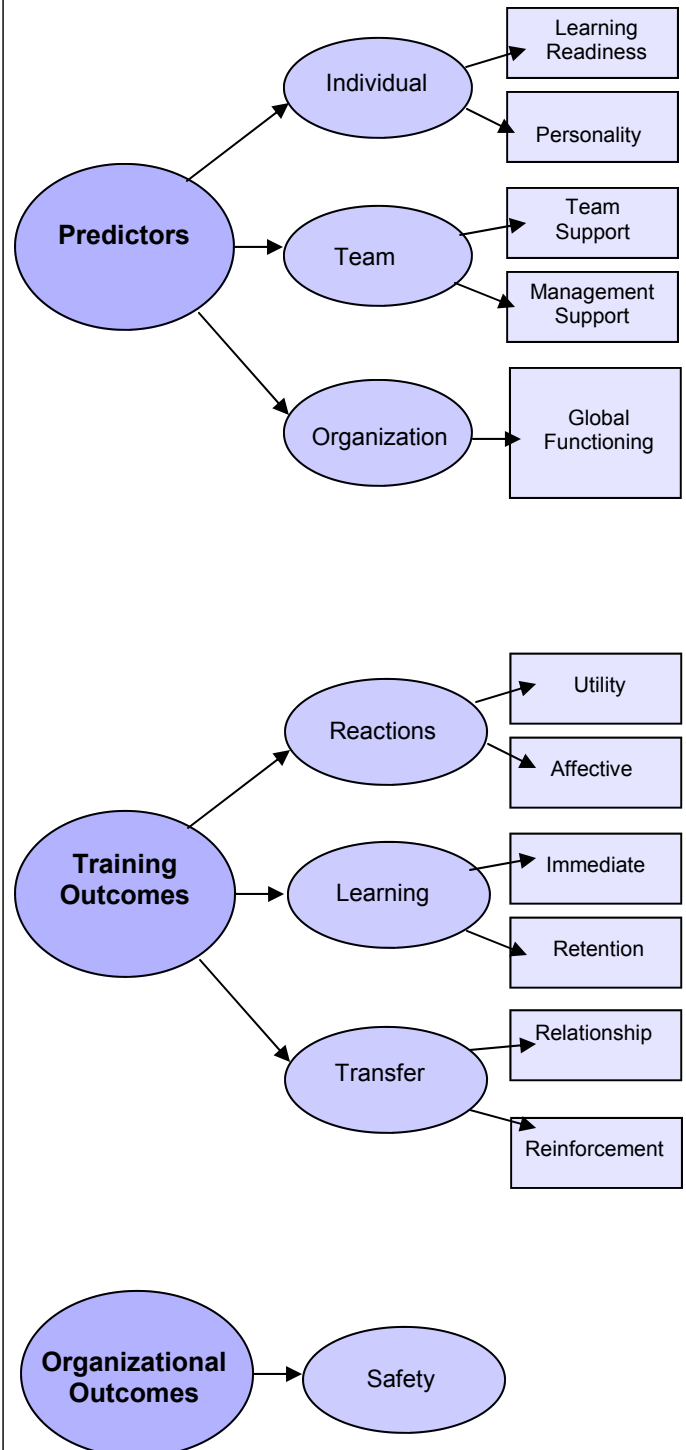 Learning
Readiness
Individual
Personality
Predictors
Team
Support
Team
Management
Support
Organization
Global
Functioning
Utility
Reactions
Affective
Training
Outcomes
Immediate
Learning
Retention
Relationship
Transfer
Reinforcement
Organizational
Outcomes
Safety